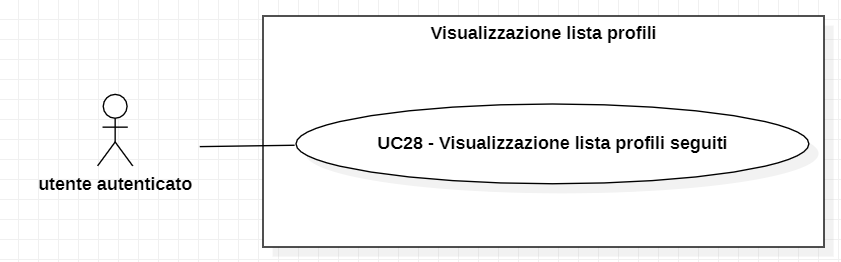 Visualizzazione lista profili
UC28 - Visualizzazione lista profili seguiti
utente autenticato